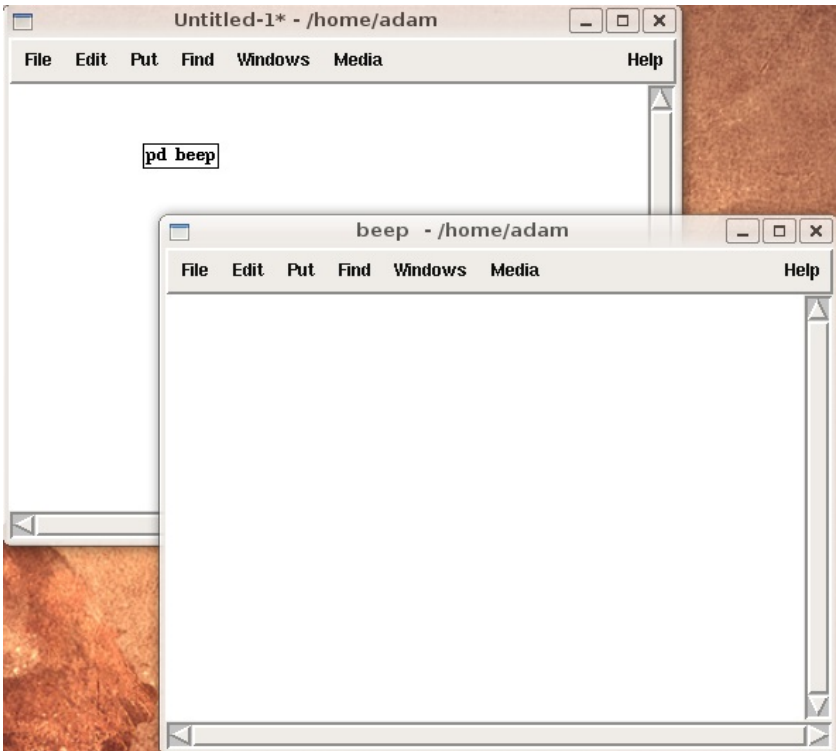 Untitled-1* - /home/adam
File Edit Put Find Windows Media Help
pd beep
beep - /home/adam
File Edit Put Find Windows Media Help